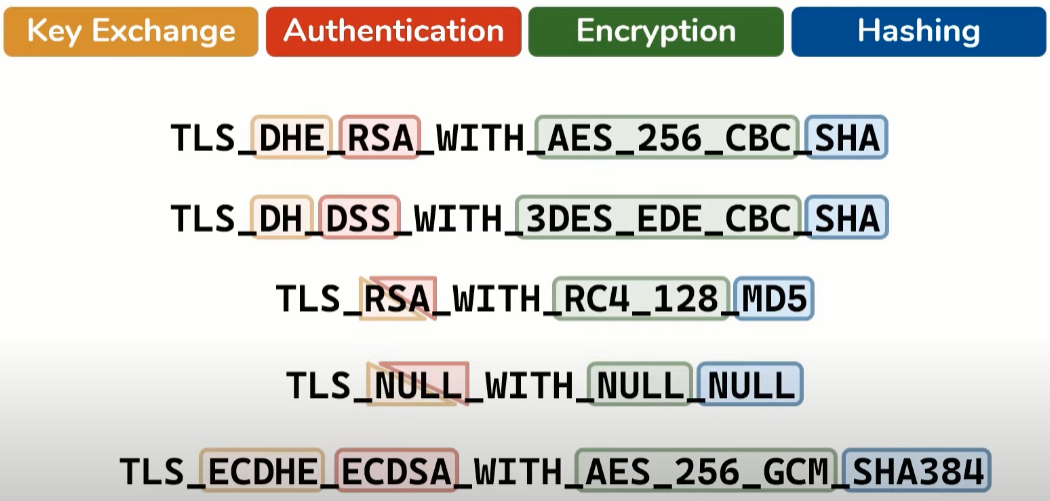 Key Exchange Authentication Encryption Hashing
TLS_DHE_RSA_WITH_AES_256_CBC_SHA
TLS_DH_DSS_WITH_3DES_EDE_CBC_SHA
TLS_RSA_WITH_RC4_128_MD5
TLS_NULL_WITH_NULL_NULL
TLS_ECDHE_ECDSA_WITH_AES_256_GCM_SHA384